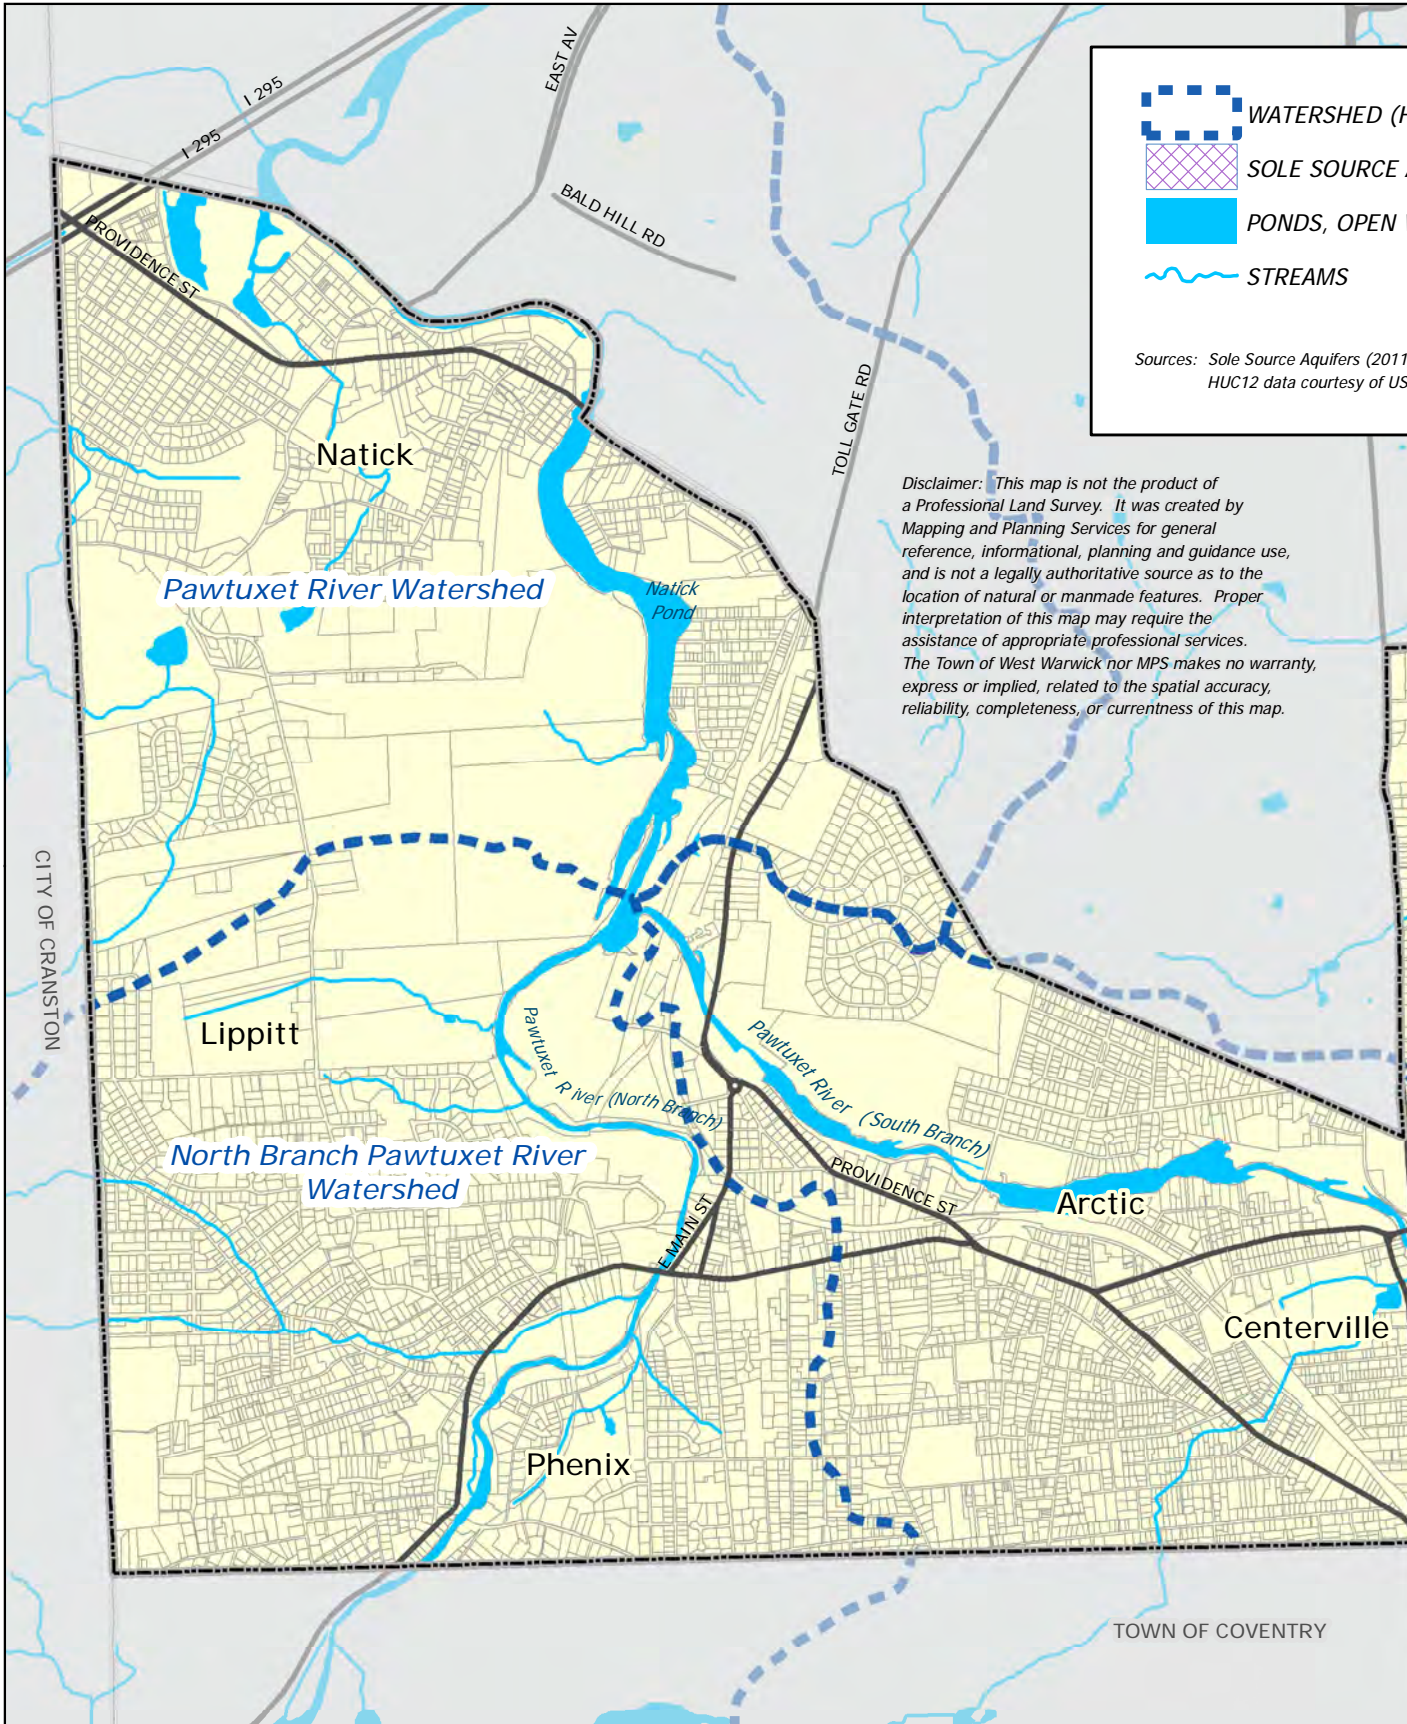 I 295
I 295
EAST AV
BALD HILL RD
PROVIDENCE ST
TOLL GATE RD
WATERSHED (H
SOLE SOURCE
PONDS, OPEN
STREAMS
Sources: Sole Source Aquifers (2011
HUC12 data courtesy of US
Disclaimer: This map is not the product of
a Professional Land Survey. It was created by
Mapping and Planning Services for general
reference, informational, planning and guidance use,
and is not a legally authoritative source as to the
location of natural or manmade features. Proper
interpretation of this map may require the
assistance of appropriate professional services.
The Town of West Warwick nor MPS makes no warranty,
express or implied, related to the spatial accuracy,
reliability, completeness, or currentness of this map.
Natick
Pawtuxet River Watershed
Natick
Pond
CITY OF CRANSTON
Lippitt
Pawtuxet River (North Branch)
Pawtuxet River (South Branch)
North Branch Pawtuxet River
Watershed
PROVIDENCE ST
Arctic
E MAIN ST
Centerville
Phenix
TOWN OF COVENTRY